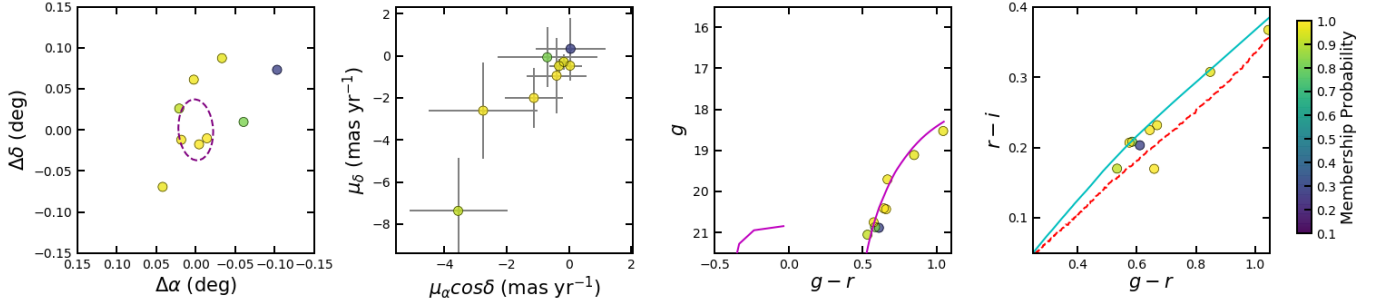 0.15
0.10
0.05
0.00
−0.05
−0.10
−0.15
Δδ (deg)
0.15 0.10 0.05 0.00 −0.05 −0.10 −0.15
Δα (deg)
2
0
−2
−4
−6
−8
μδ (mas yr−1)
−4 −2 0 2
μαcosδ (mas yr−1)
15
16
17
18
19
20
21
g
−0.5 0.0 0.5 1.0
g − r
0.4
0.3
0.2
0.1
r − i
0.4 0.6 0.8 1.0
g − r
1.0
0.9
0.8
0.7
0.6
0.5
0.4
0.3
0.2
0.1
Membership Probability